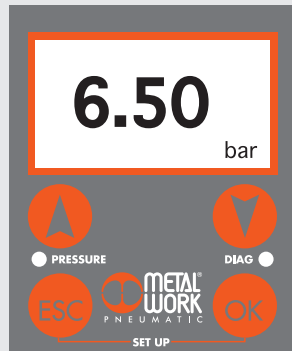 6.50
bar
PRESSURE
DIAG
ESC
METAL®
WORK
PNEUMATIC
OK
SET UP